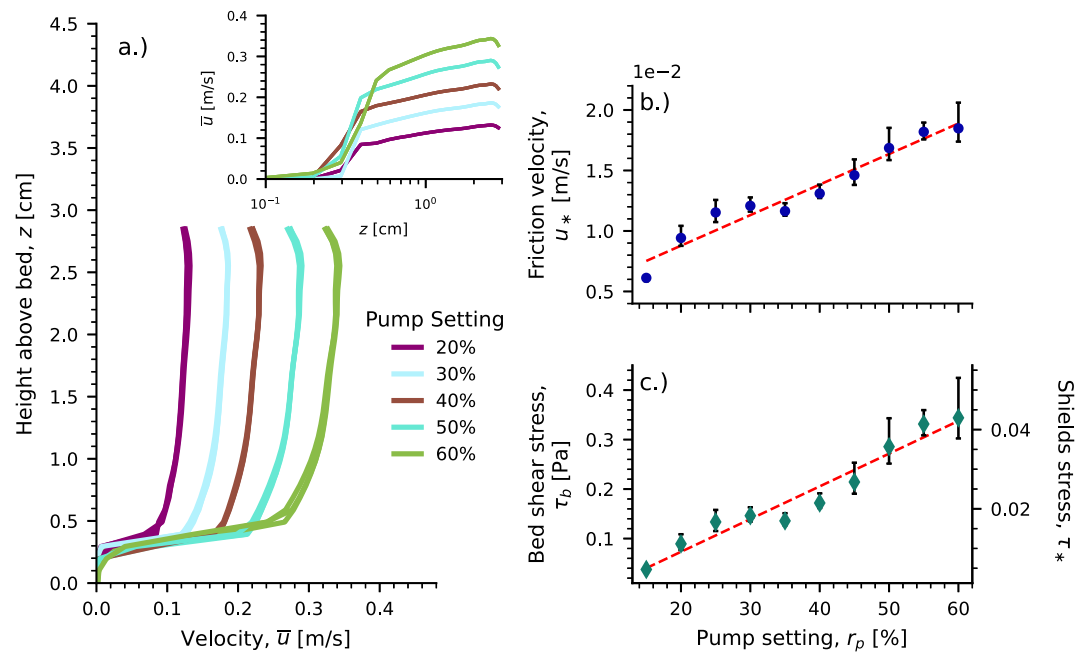 a.)
Height above bed, z [cm]
4.5
4.0
3.5
3.0
2.5
2.0
1.5
1.0
0.5
0.0
0.0 0.1 0.2 0.3 0.4
Velocity, u̅ [m/s]
u̅ [m/s]
0.4
0.3
0.2
0.1
0.0
10⁻¹ 10⁰
z [cm]
Pump Setting
20%
30%
40%
50%
60%
1e−2
b.)
Friction velocity,
u* [m/s]
2.0
1.5
1.0
0.5
c.)
Bed shear stress,
τb [Pa]
0.4
0.3
0.2
0.1
0.04
0.02
Shields stress, τ*
20 30 40 50 60
Pump setting, rp [%]